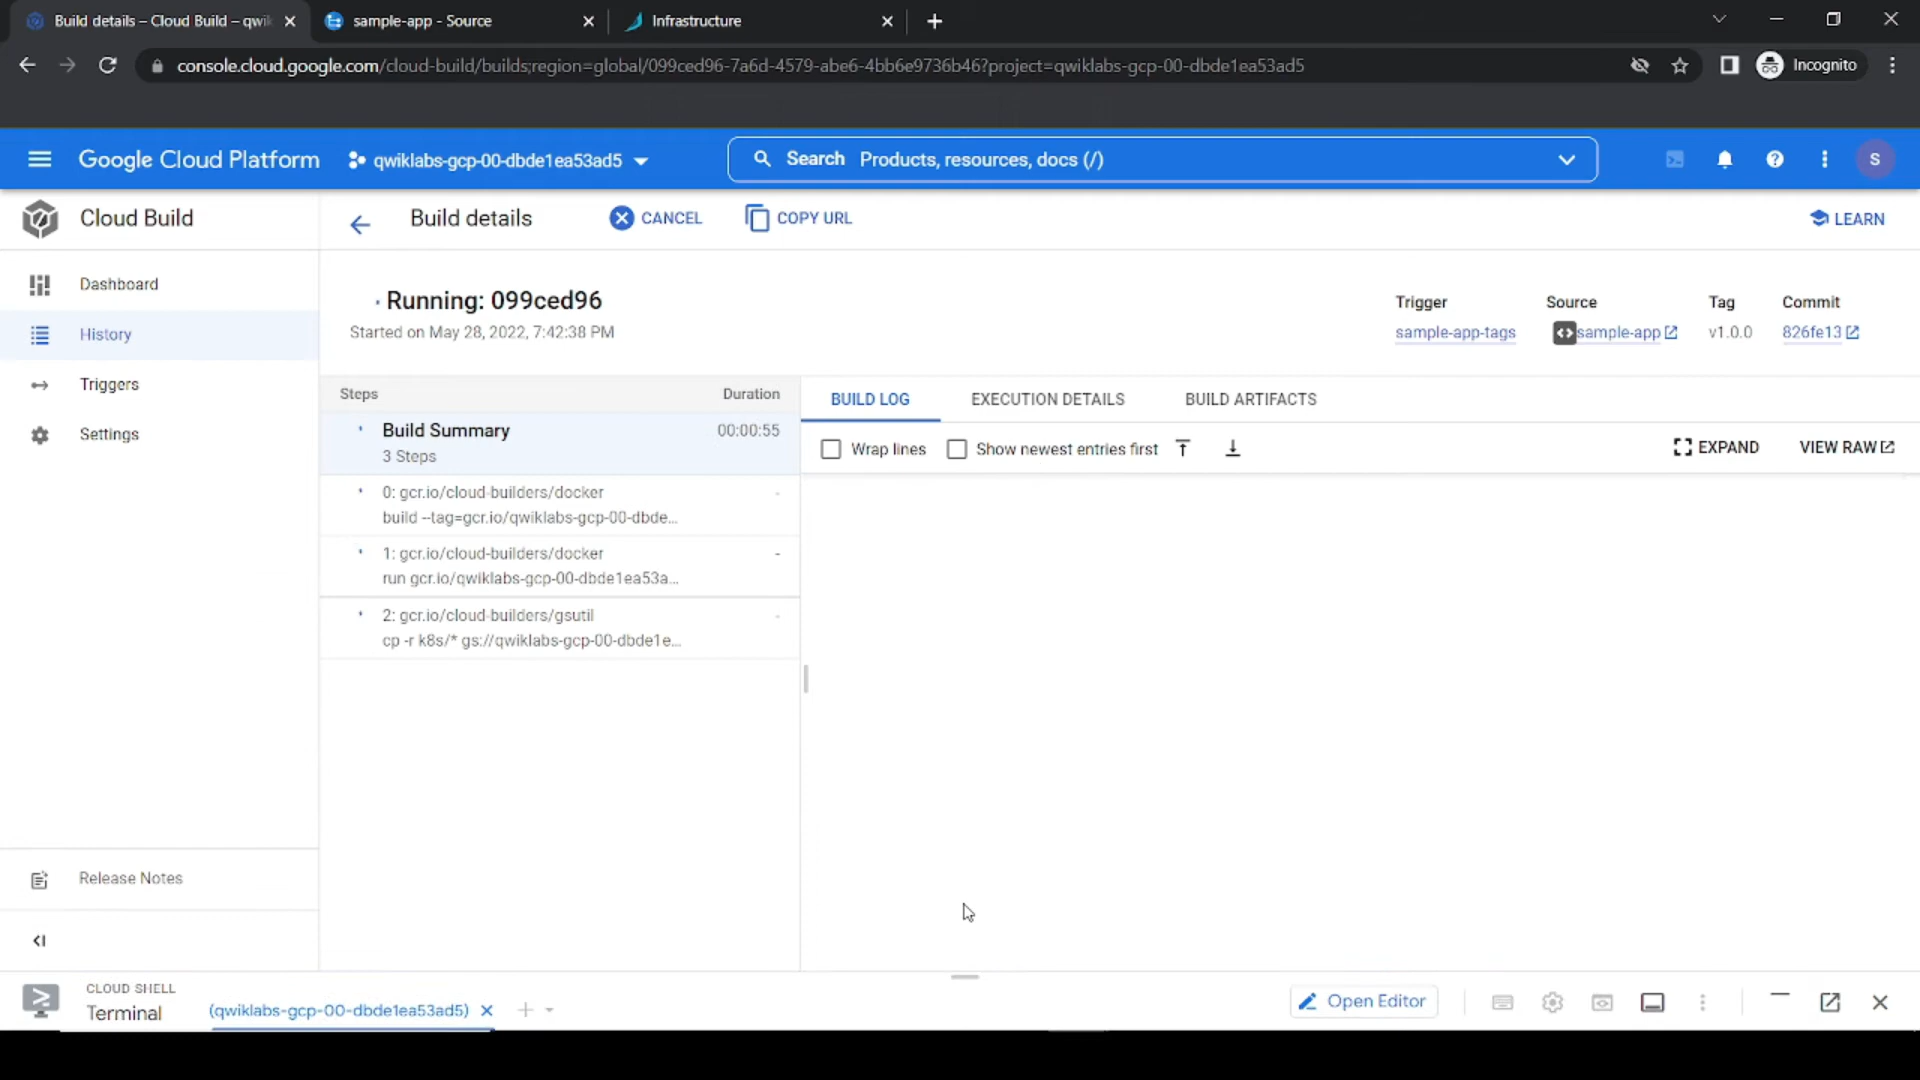 Build details – Cloud Build – qwik
sample-app - Source
Infrastructure
console.cloud.google.com/cloud-build/builds;region=global/099ced96-7a6d-4579-abe6-4bb6e9736b46?project=qwiklabs-gcp-00-dbde1ea53ad5
Incognito
Google Cloud Platform
qwiklabs-gcp-00-dbde1ea53ad5
Search Products, resources, docs (/)
S
Cloud Build
Build details
CANCEL
COPY URL
LEARN
Dashboard
History
Triggers
Settings
Release Notes
Running: 099ced96
Started on May 28, 2022, 7:42:38 PM
Trigger
sample-app-tags
Source
sample-app
Tag
v1.0.0
Commit
826fe13
Steps
Duration
Build Summary
00:00:55
3 Steps
0: gcr.io/cloud-builders/docker
-
build --tag=gcr.io/qwiklabs-gcp-00-dbde...
1: gcr.io/cloud-builders/docker
-
run gcr.io/qwiklabs-gcp-00-dbde1ea53a...
2: gcr.io/cloud-builders/gsutil
-
cp -r k8s/* gs://qwiklabs-gcp-00-dbde1e...
BUILD LOG
EXECUTION DETAILS
BUILD ARTIFACTS
Wrap lines
Show newest entries first
EXPAND
VIEW RAW
CLOUD SHELL
Terminal
(qwiklabs-gcp-00-dbde1ea53ad5)
Open Editor